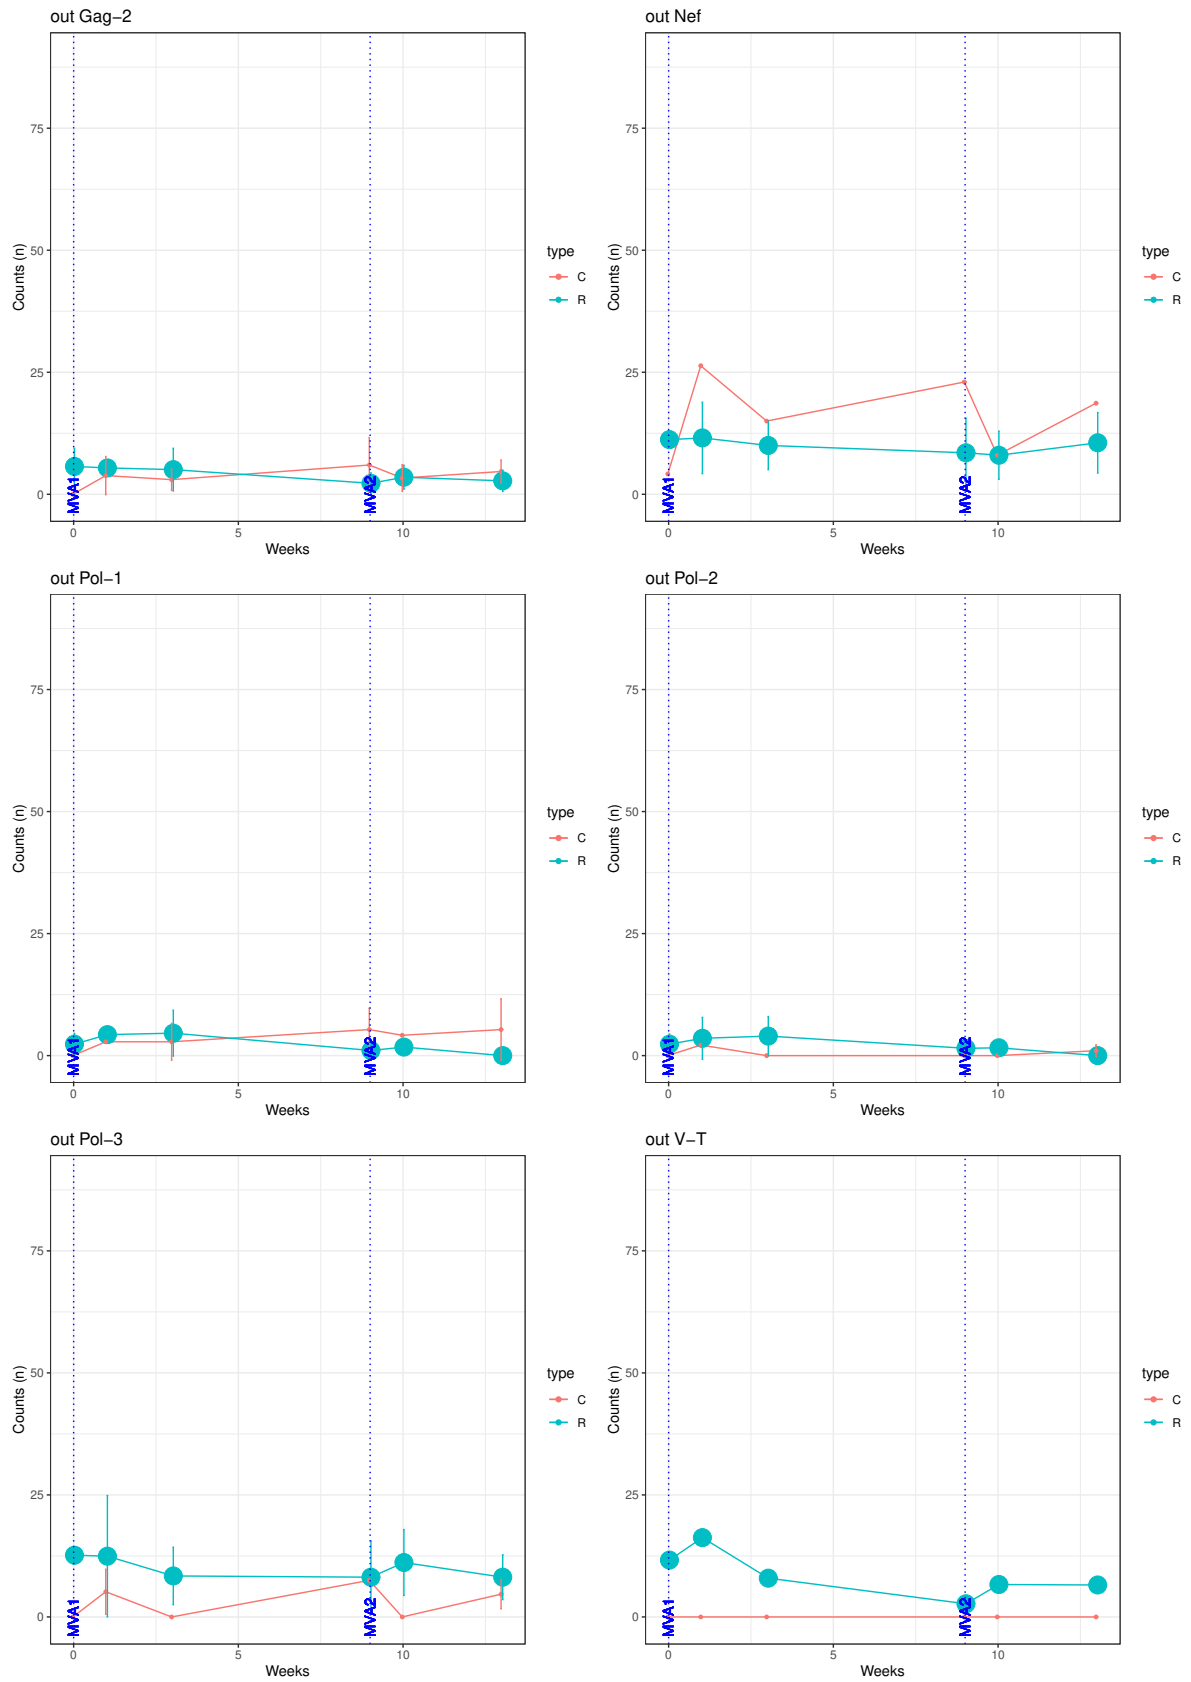 out Gag−2
75
50
25
0
Counts (n)
MVA1
MVA2
0
5
10
Weeks
type
C
R
out Nef
75
50
25
0
Counts (n)
MVA1
MVA2
0
5
10
Weeks
type
C
R
out Pol−1
75
50
25
0
Counts (n)
MVA1
MVA2
0
5
10
Weeks
type
C
R
out Pol−2
75
50
25
0
Counts (n)
MVA1
MVA2
0
5
10
Weeks
type
C
R
out Pol−3
75
50
25
0
Counts (n)
MVA1
MVA2
0
5
10
Weeks
type
C
R
out V−T
75
50
25
0
Counts (n)
MVA1
MVA2
0
5
10
Weeks
type
C
R